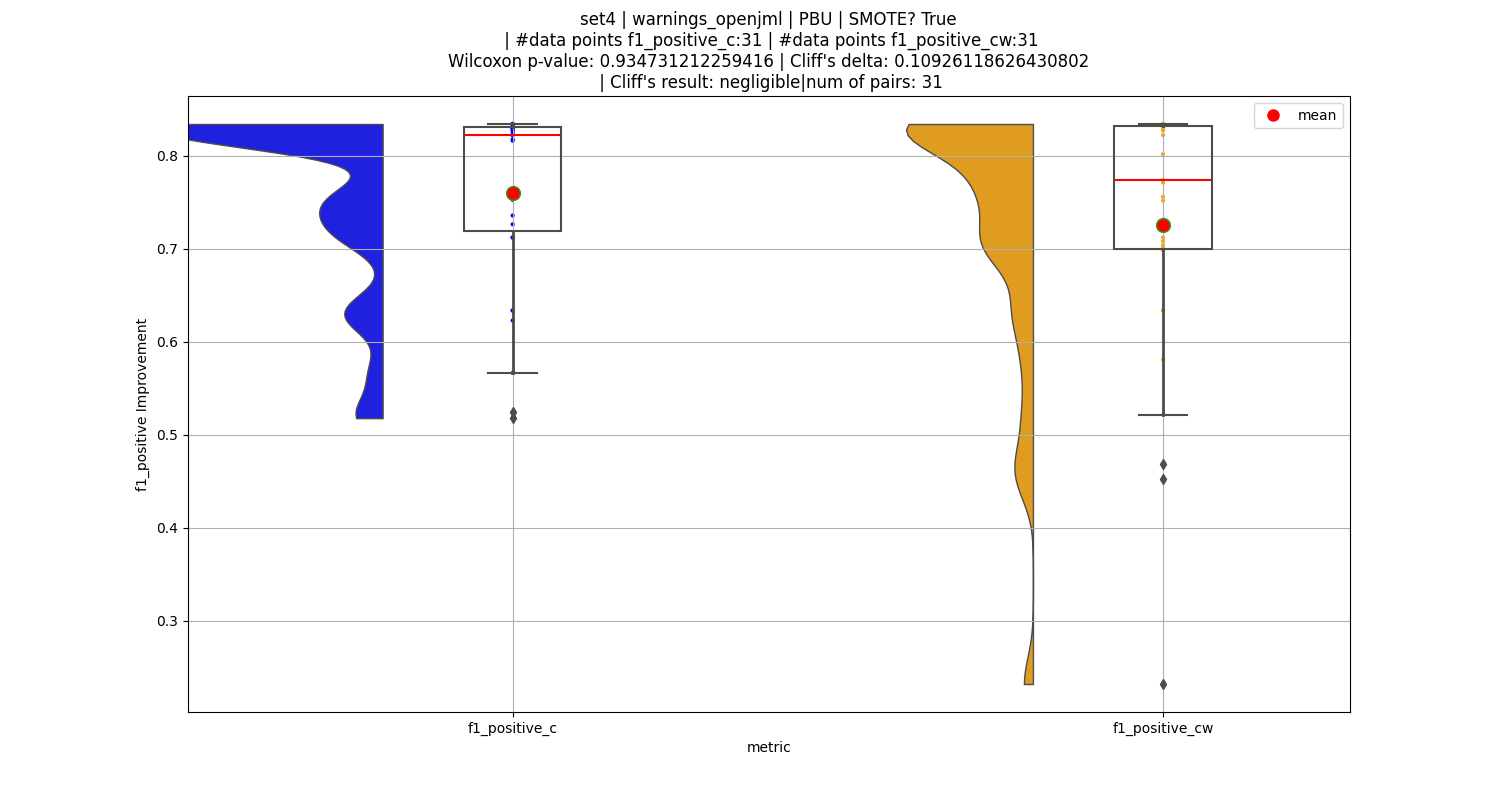 set4 | warnings_openjml | PBU | SMOTE? True
| #data points f1_positive_c:31 | #data points f1_positive_cw:31
Wilcoxon p-value: 0.934731212259416 | Cliff's delta: 0.10926118626430802
| Cliff's result: negligible|num of pairs: 31
mean
0.8
0.7
0.6
0.5
0.4
0.3
f1_positive Improvement
f1_positive_c
f1_positive_cw
metric